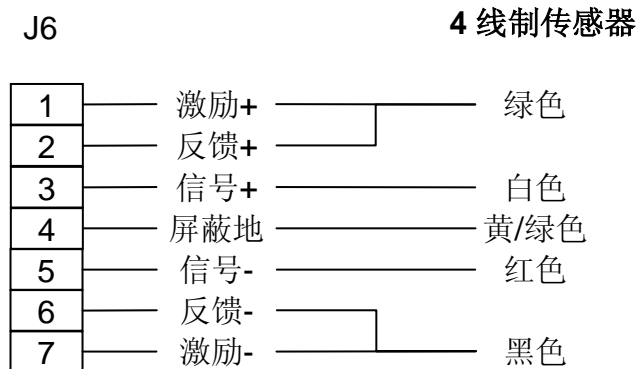 J6 4 线制传感器
1 激励+ 绿色
2 反馈+
3 信号+ 白色
4 屏蔽地 黄/绿色
5 信号- 红色
6 反馈-
7 激励- 黑色